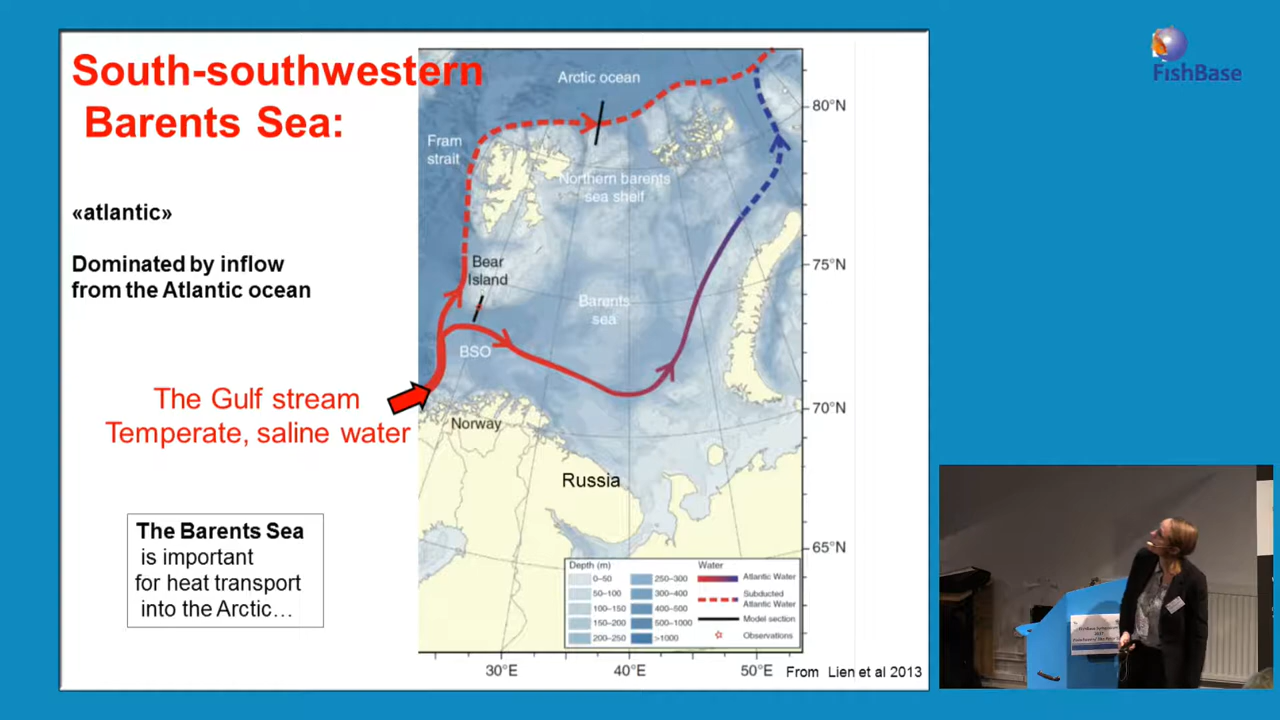 South-southwestern
Barents Sea:
«atlantic»
Dominated by inflow
from the Atlantic ocean
The Gulf stream
Temperate, saline water
The Barents Sea
is important
for heat transport
into the Arctic…
Arctic ocean
Fram
strait
Northern barents
sea shelf
Bear
Island
Barents
sea
BSO
Norway
Russia
80°N
75°N
70°N
65°N
30°E
40°E
50°E
Depth (m)
0–50
50–100
100–150
150–200
200–250
250–300
300–400
400–500
500–1000
>1000
Water
Atlantic Water
Subducted
Atlantic Water
Model section
Observations
From Lien et al 2013
FishBase
FishBase Symposium
2017